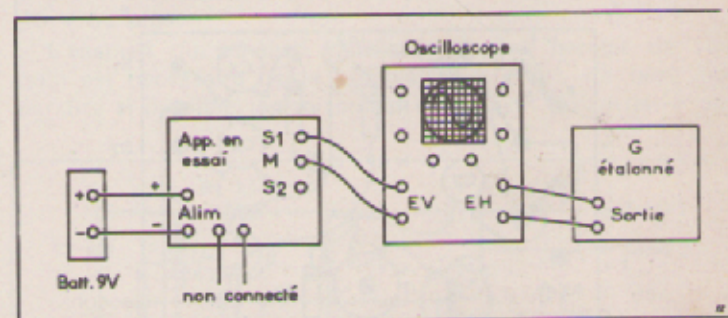 Oscilloscope
App. en
essai
S1
M
S2
+
-
+
-
Alim
EV
EH
G
étalonné
Sortie
Batt. 9V
non connecté